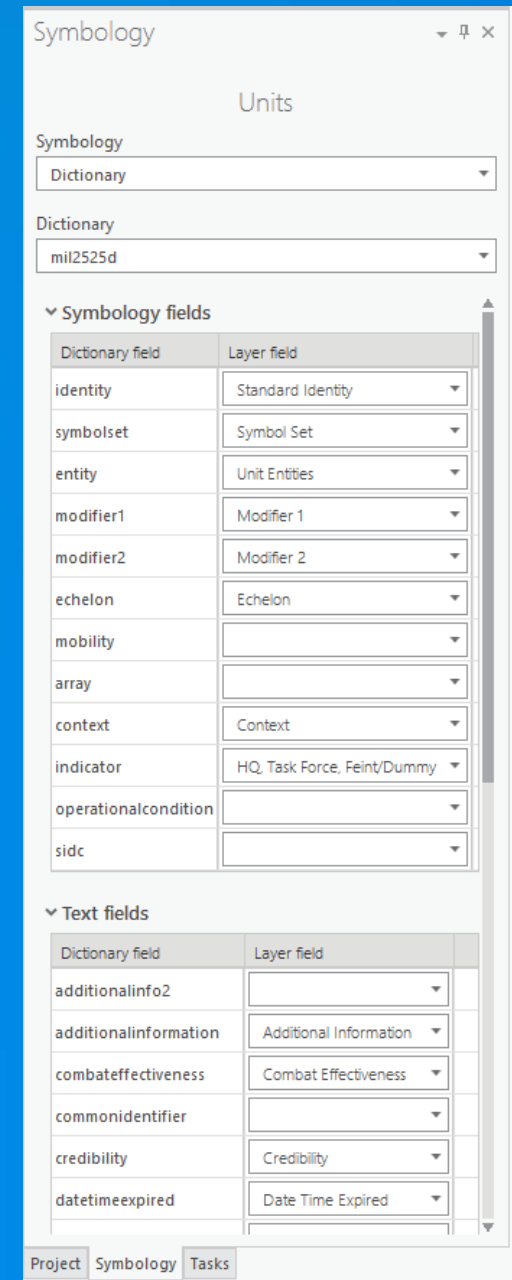 Symbology
Units
Symbology
Dictionary
Dictionary
mil2525d
Symbology fields
Dictionary field Layer field
identity Standard Identity
symbolset Symbol Set
entity Unit Entities
modifier1 Modifier 1
modifier2 Modifier 2
echelon Echelon
mobility
array
context Context
indicator HQ, Task Force, Feint/Dummy
operationalcondition
sidc
Text fields
Dictionary field Layer field
additionalinfo2
additionalinformation Additional Information
combateffectiveness Combat Effectiveness
commonidentifier
credibility Credibility
datetimeexpired Date Time Expired
Project Symbology Tasks